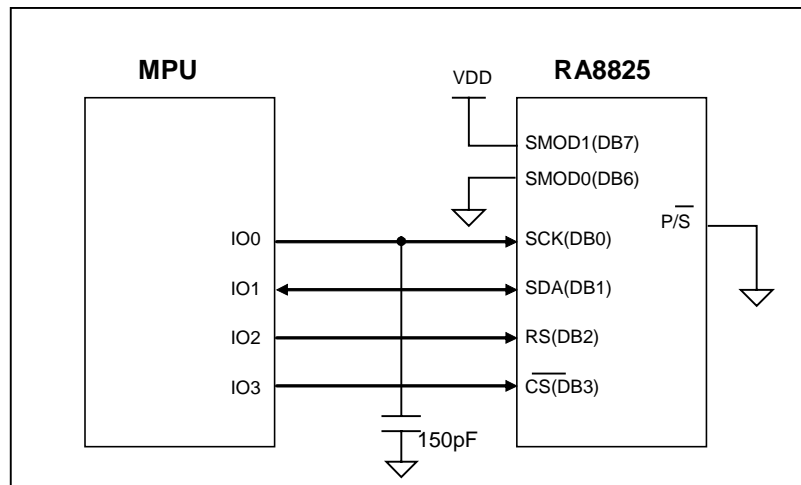 MPU
RA8825
VDD
SMOD1(DB7)
SMOD0(DB6)
P/S̅
IO0
SCK(DB0)
IO1
SDA(DB1)
IO2
RS(DB2)
IO3
C̅S̅(DB3)
150pF